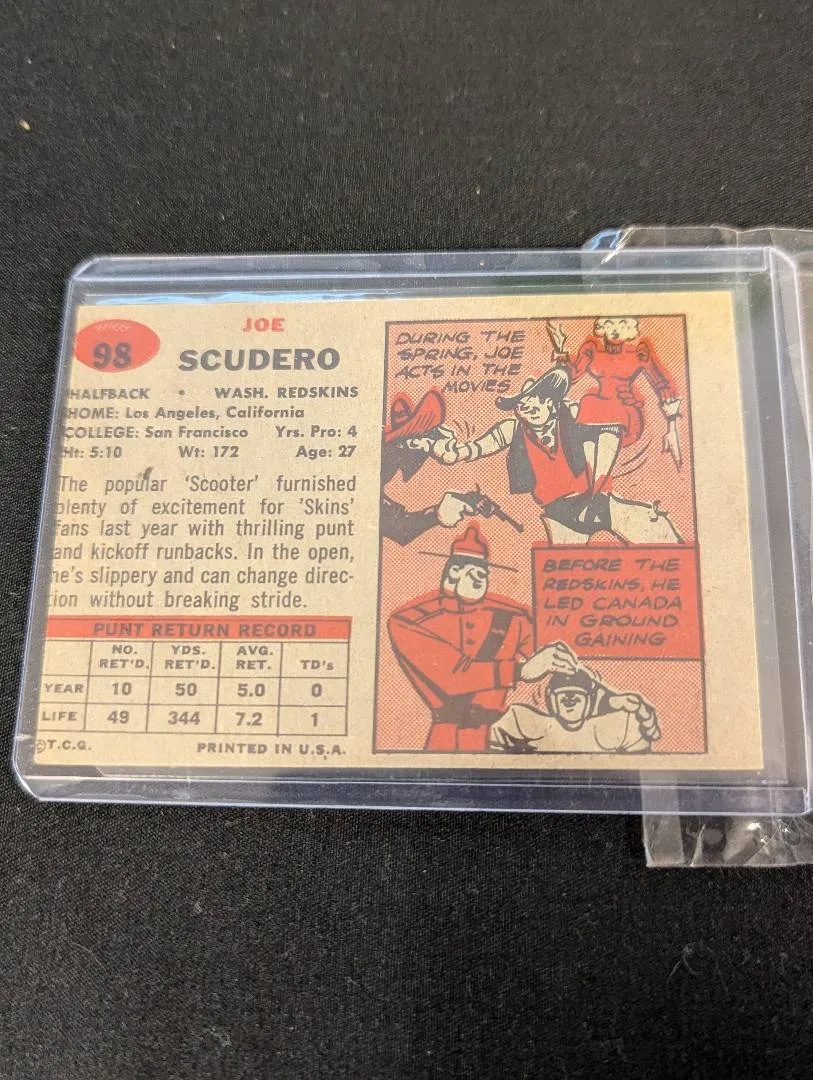 98
JOE
SCUDERO
HALFBACK • WASH. REDSKINS
HOME: Los Angeles, California
COLLEGE: San Francisco Yrs. Pro: 4
Ht: 5:10 Wt: 172 Age: 27
The popular 'Scooter' furnished
plenty of excitement for 'Skins'
fans last year with thrilling punt
and kickoff runbacks. In the open,
he's slippery and can change direc-
tion without breaking stride.
PUNT RETURN RECORD
NO. YDS. AVG.
RET'D. RET'D. RET. TD's
YEAR 10 50 5.0 0
LIFE 49 344 7.2 1
©T.C.G. PRINTED IN U.S.A.
DURING THE
SPRING, JOE
ACTS IN THE
MOVIES
BEFORE THE
REDSKINS, HE
LED CANADA
IN GROUND
GAINING